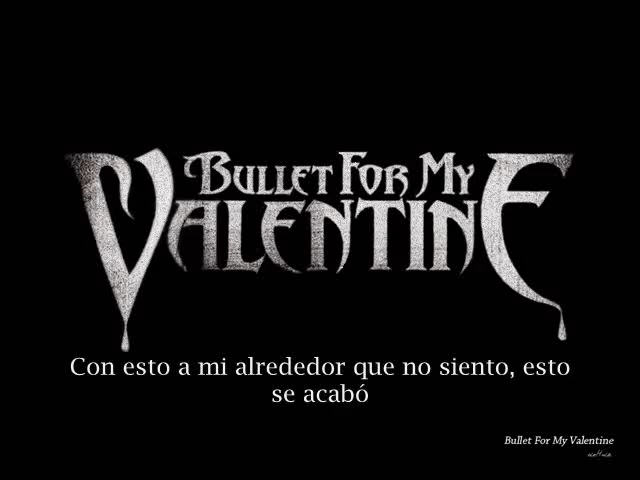 BULLET FOR MY
VALENTINE
Con esto a mi alrededor que no siento, esto
se acabó
Bullet For My Valentine